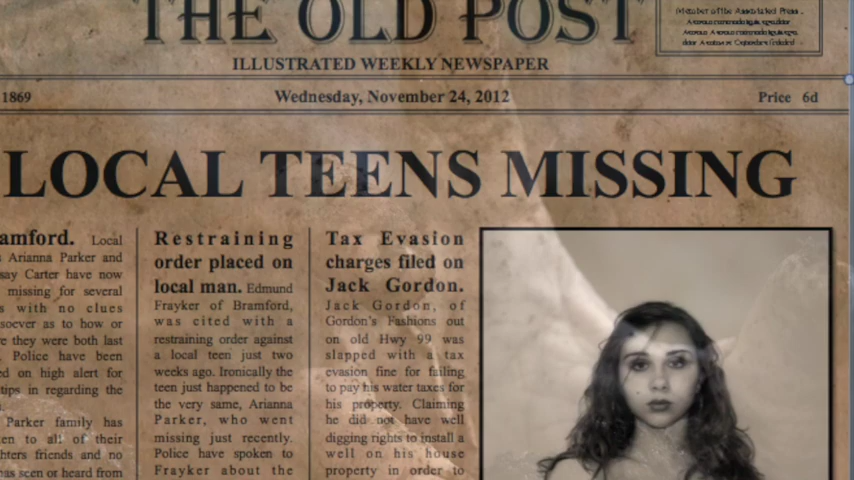 THE OLD POST
ILLUSTRATED WEEKLY NEWSPAPER
(Member of the Associated Press .
1869
Wednesday, November 24, 2012
Price 6d
LOCAL TEENS MISSING
amford. Local
Arianna Parker and
say Carter have now
missing for several
s with no clues
soever as to how or
e they were both last
. Police have been
ed on high alert for
tips in regarding the
Parker family has
en to all of their
hters friends and no
has seen or heard from
Restraining
order placed on
local man. Edmund
Frayker of Bramford,
was cited with a
restraining order against
a local teen just two
weeks ago. Ironically the
teen just happened to be
the very same, Arianna
Parker, who went
missing just recently.
Police have spoken to
Frayker about the
Tax Evasion
charges filed on
Jack Gordon.
Jack Gordon, of
Gordon's Fashions out
on old Hwy 99 was
slapped with a tax
evasion fine for failing
to pay his water taxes for
his property. Claiming
he did not have well
digging rights to install a
well on his house
property in order to